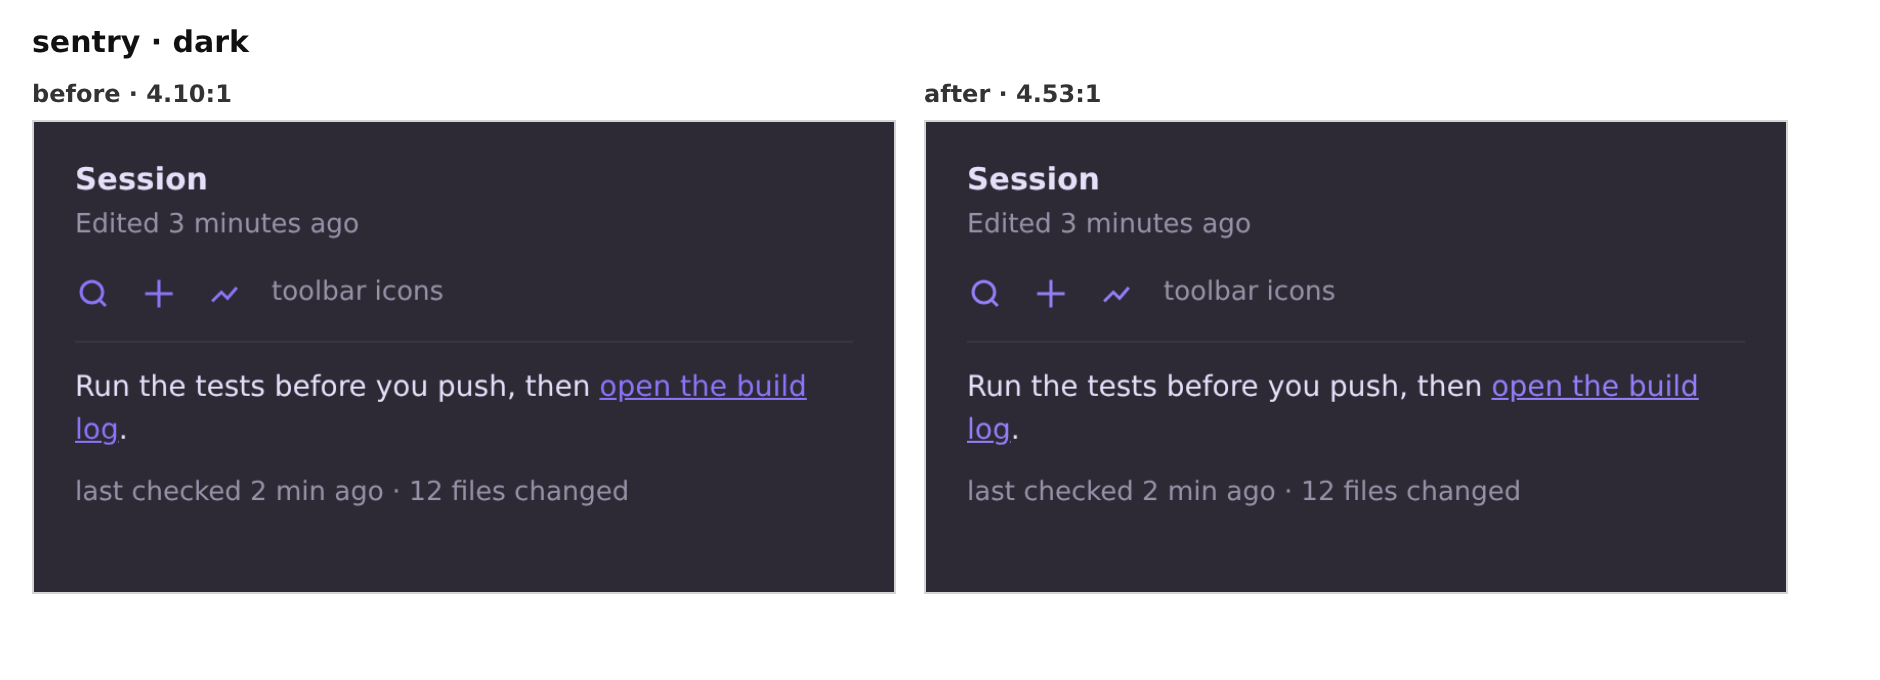 sentry · dark
before · 4.10:1
Session
Edited 3 minutes ago
toolbar icons
Run the tests before you push, then open the build
log.
last checked 2 min ago · 12 files changed
after · 4.53:1
Session
Edited 3 minutes ago
toolbar icons
Run the tests before you push, then open the build
log.
last checked 2 min ago · 12 files changed